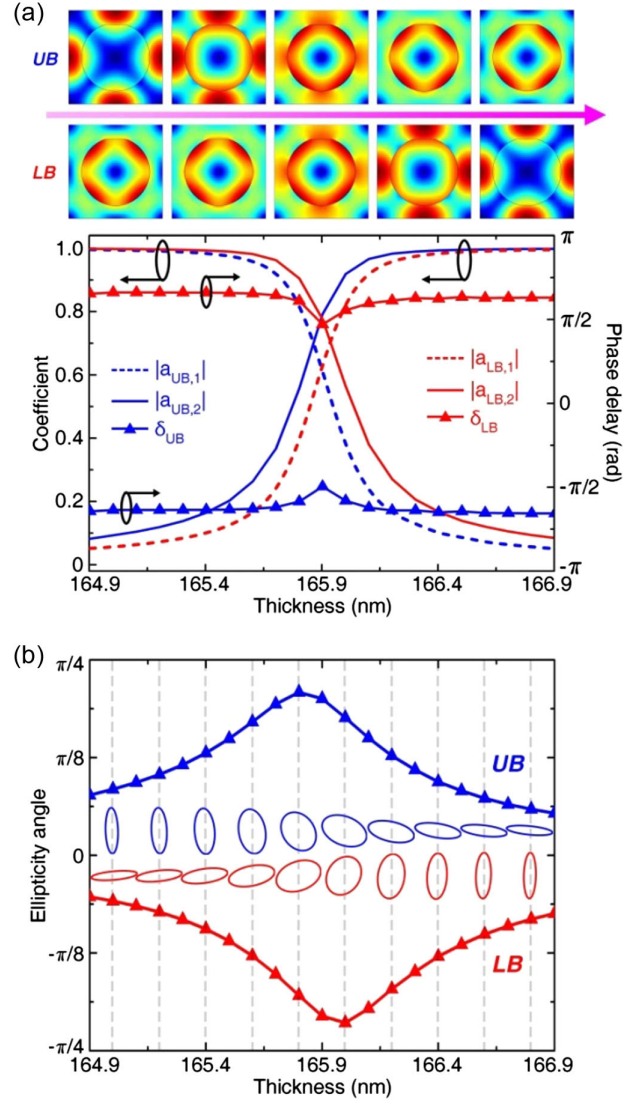 (a)
UB
LB
1.0
0.8
0.6
0.4
0.2
0
Coefficient
π
π/2
0
-π/2
-π
Phase delay (rad)
|a_UB,1|
|a_UB,2|
δ_UB
|a_LB,1|
|a_LB,2|
δ_LB
164.9 165.4 165.9 166.4 166.9
Thickness (nm)
(b)
π/4
π/8
0
-π/8
-π/4
Ellipticity angle
UB
LB
164.9 165.4 165.9 166.4 166.9
Thickness (nm)